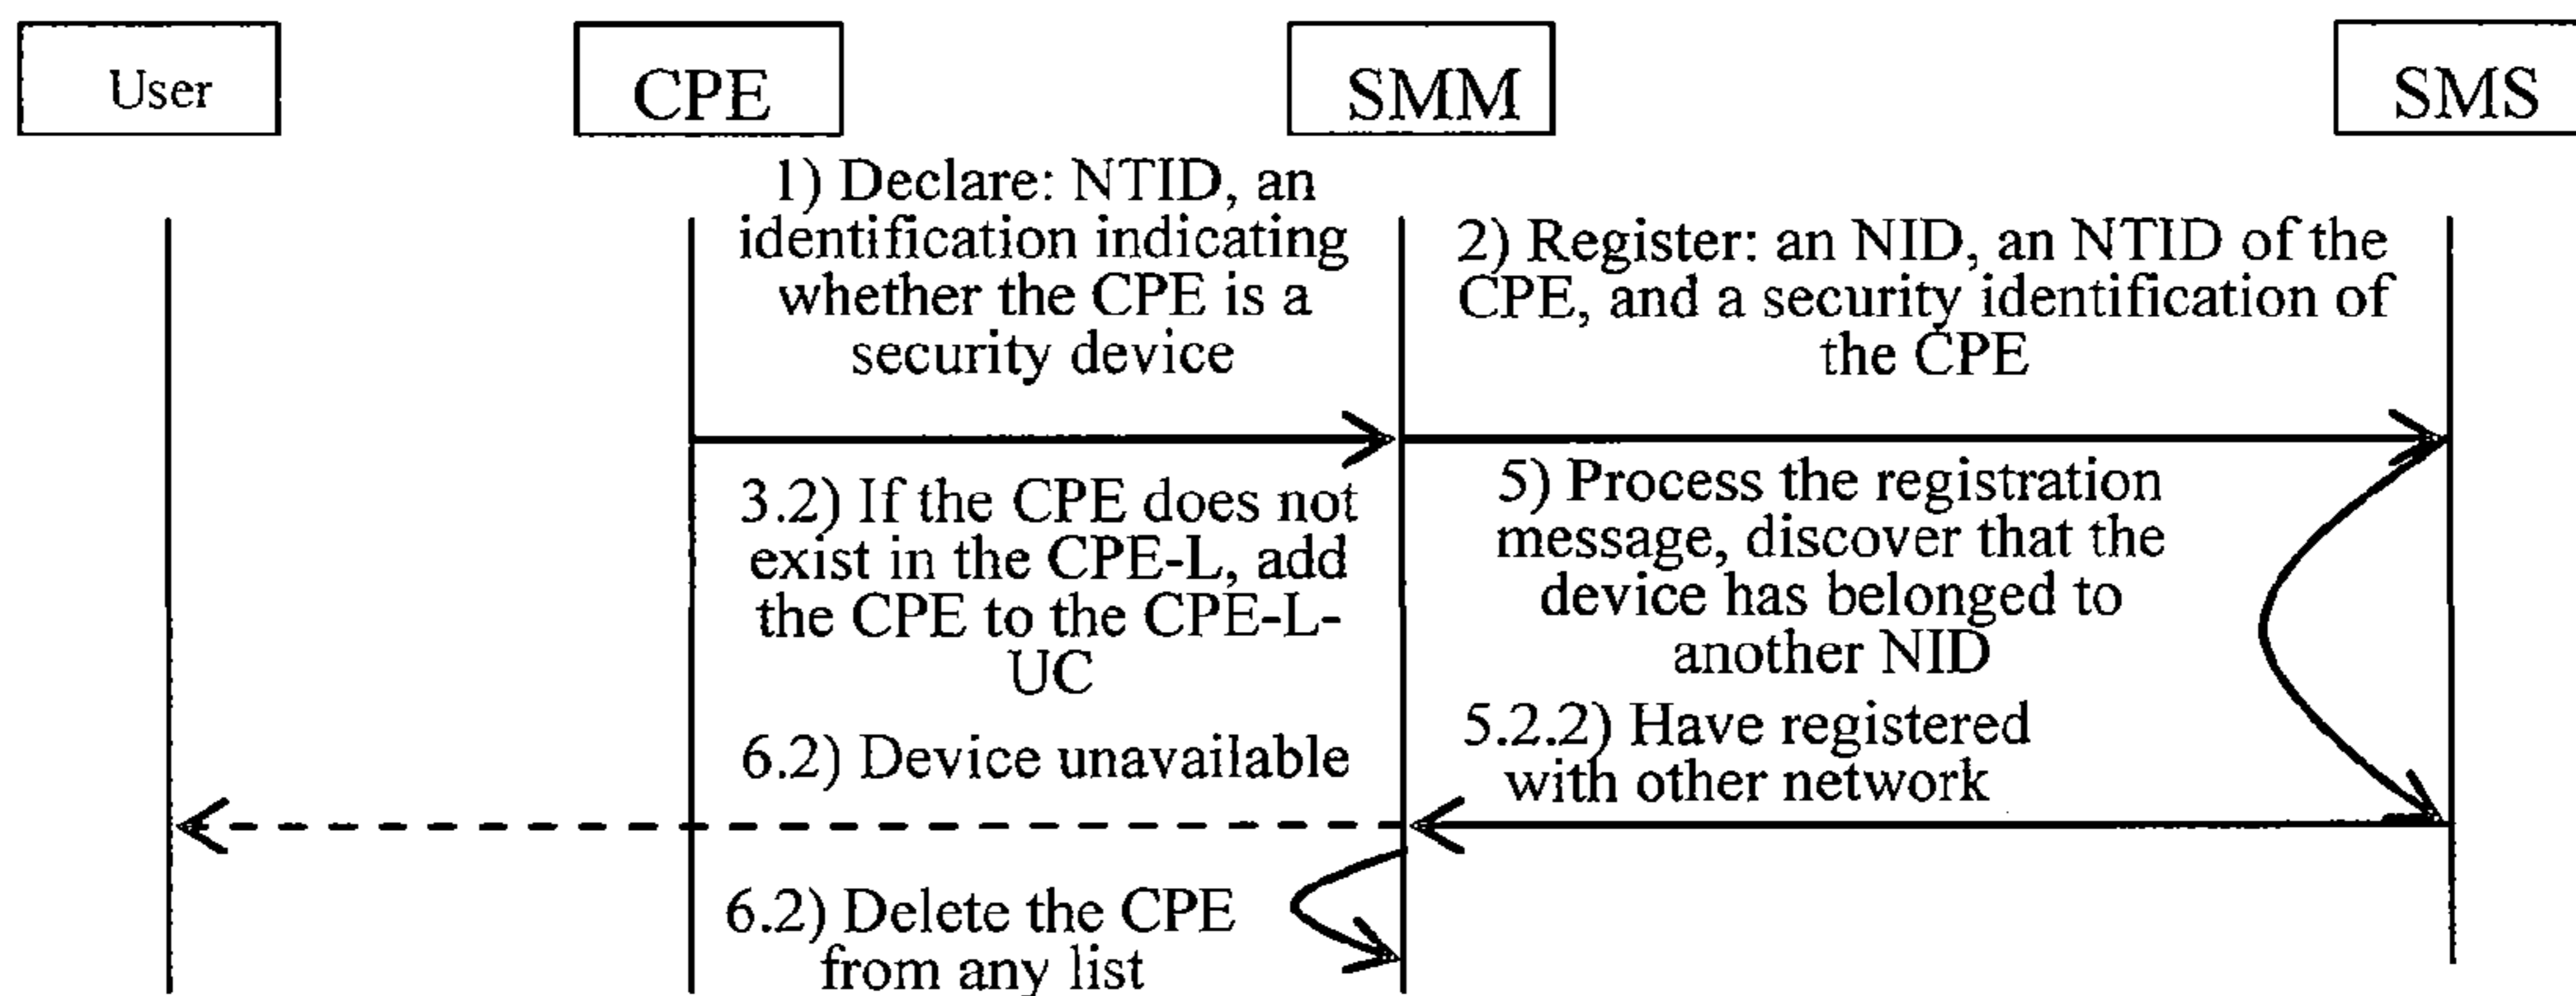 User
CPE
SMM
SMS
1) Declare: NTID, an
identification indicating
whether the CPE is a
security device
2) Register: an NID, an NTID of the
CPE, and a security identification of
the CPE
3.2) If the CPE does not
exist in the CPE-L, add
the CPE to the CPE-L-
UC
5) Process the registration
message, discover that the
device has belonged to
another NID
5.2.2) Have registered
with other network
6.2) Device unavailable
6.2) Delete the CPE
from any list